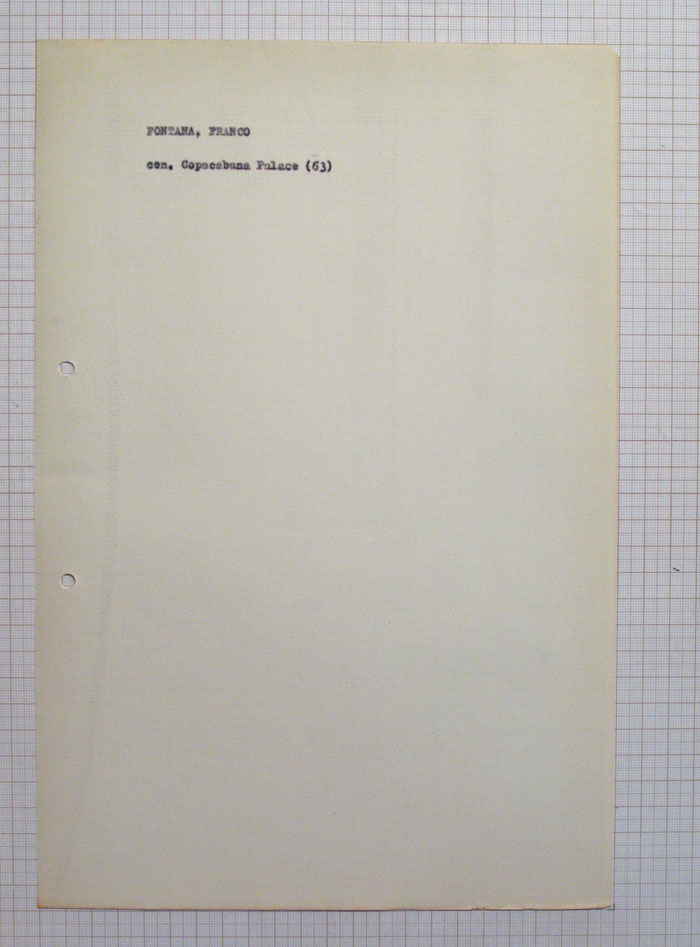 FONTANA, FRANCO
cen. Copacabana Palace (63)